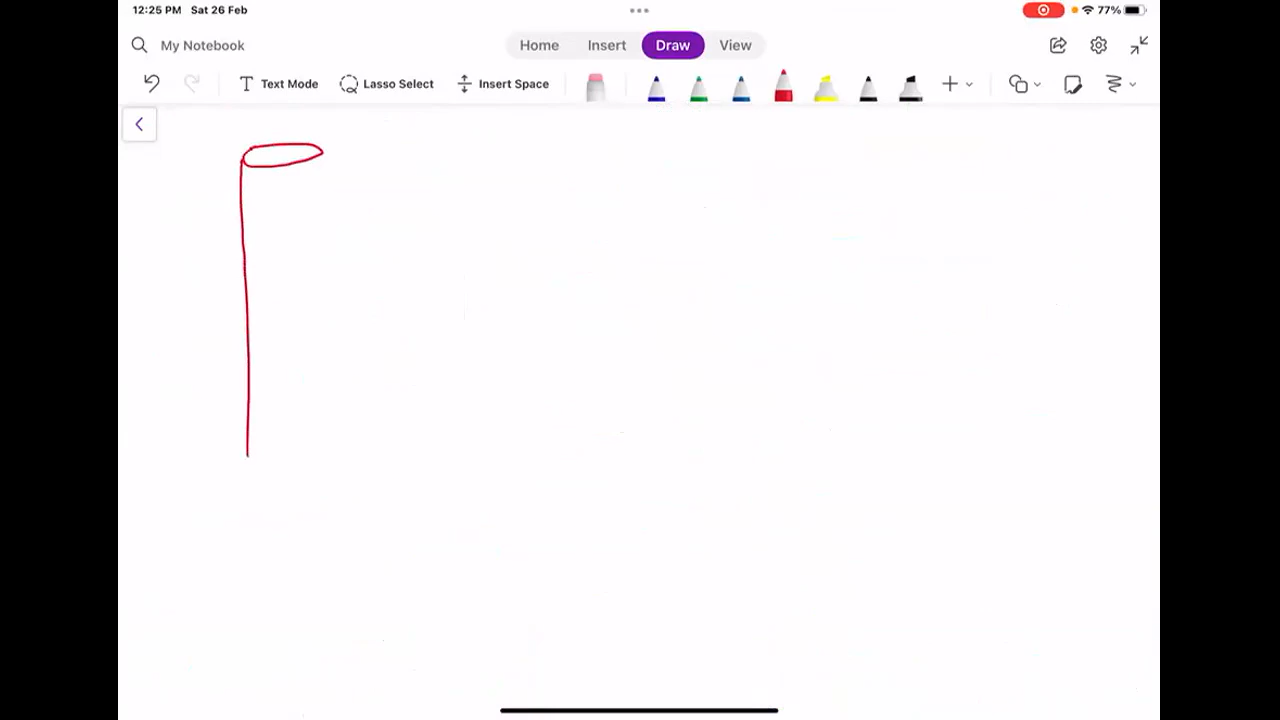 12:25 PM Sat 26 Feb
77%
My Notebook
Home Insert Draw View
Text Mode Lasso Select Insert Space